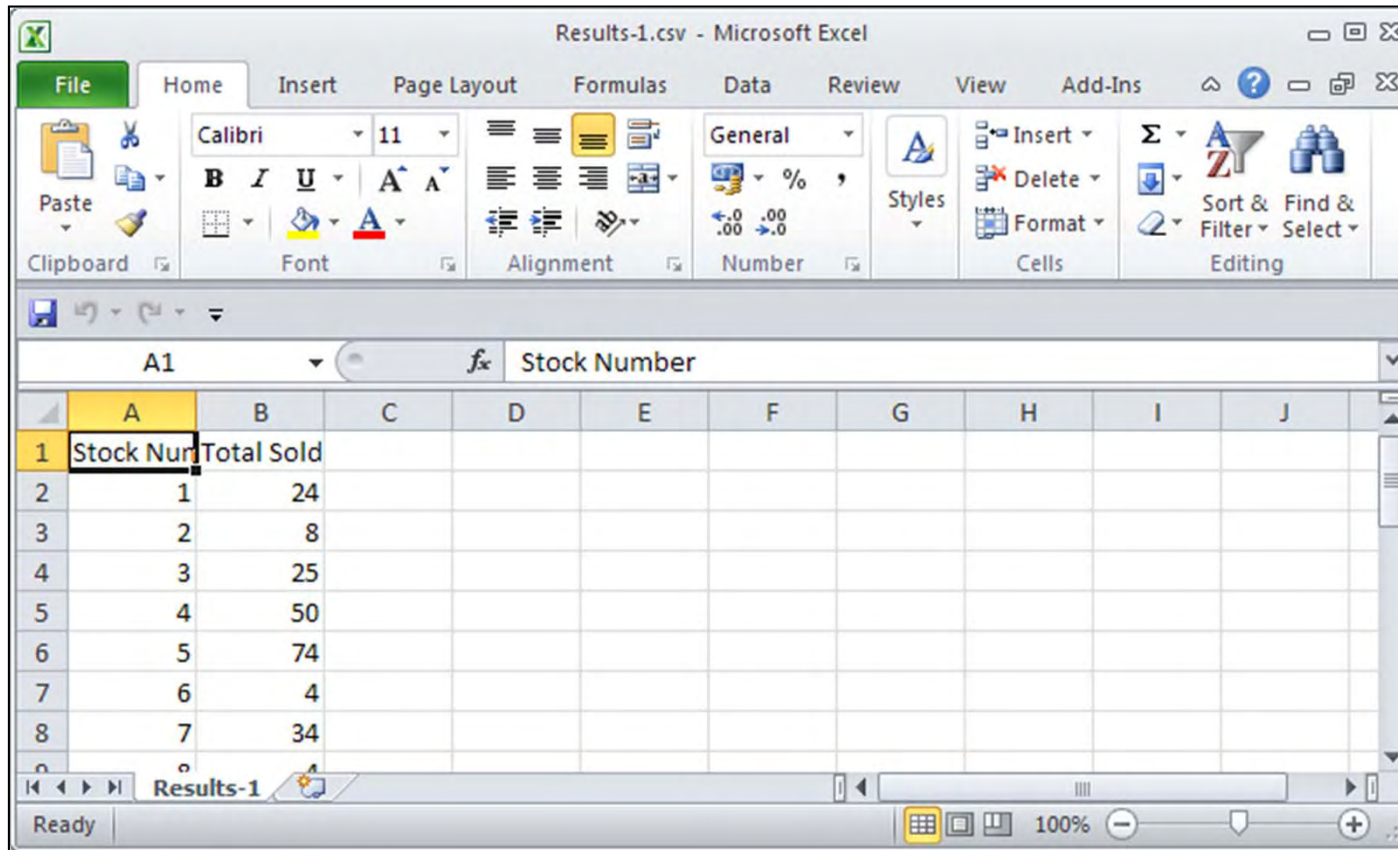 Results-1.csv - Microsoft Excel
File Home Insert Page Layout Formulas Data Review View Add-Ins
Calibri 11 General Σ
B I U A A % ,
Paste Styles Insert Delete Format Sort & Filter Find & Select
Clipboard Font Alignment Number Cells Editing
A1 fx Stock Number
A B C D E F G H I J
1 Stock Num Total Sold
2 1 24
3 2 8
4 3 25
5 4 50
6 5 74
7 6 4
8 7 34
Results-1
Ready 100%